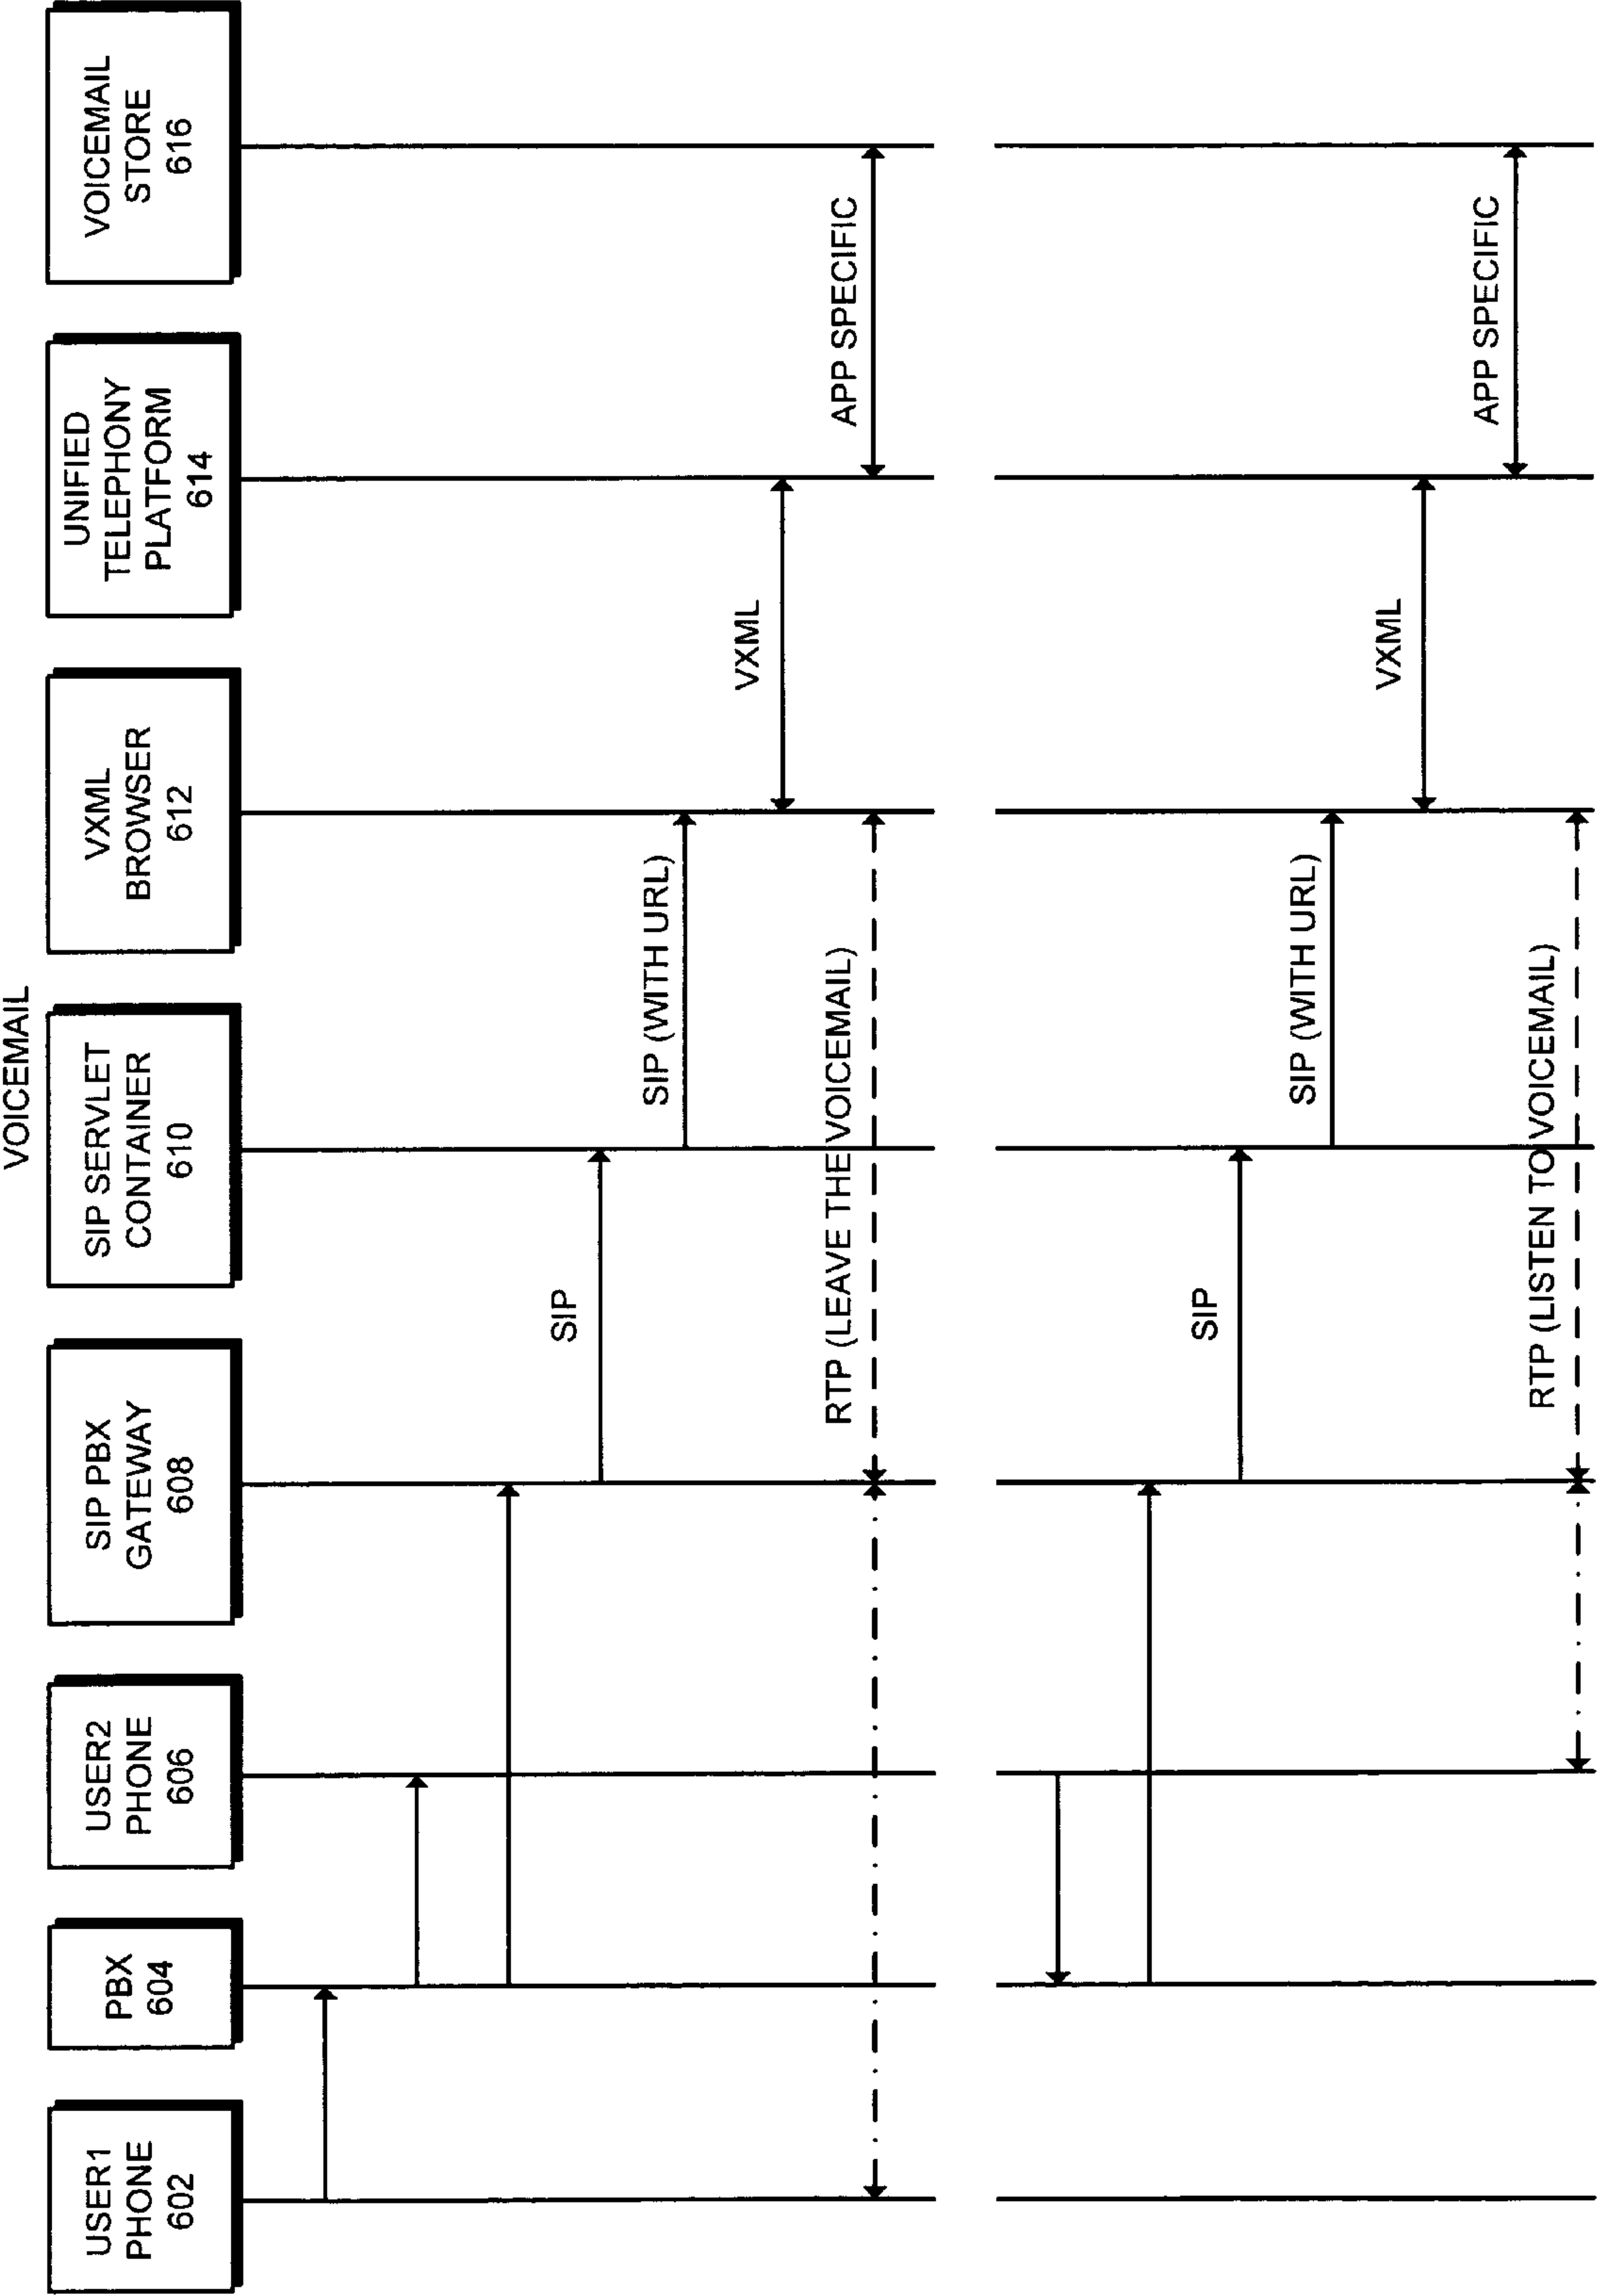 VOICEMAIL
USER1
PHONE
602
PBX
604
USER2
PHONE
606
SIP PBX
GATEWAY
608
SIP SERVLET
CONTAINER
610
VXML
BROWSER
612
UNIFIED
TELEPHONY
PLATFORM
614
VOICEMAIL
STORE
616
SIP
SIP (WITH URL)
VXML
RTP (LEAVE THE VOICEMAIL)
APP SPECIFIC
SIP
SIP (WITH URL)
VXML
APP SPECIFIC
RTP (LISTEN TO VOICEMAIL)